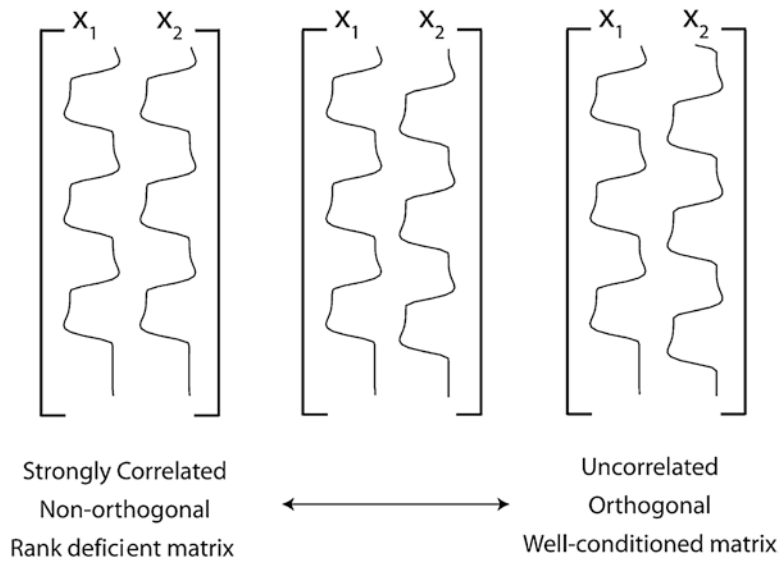 X1 X2
X1 X2
X1 X2
Strongly Correlated
Non-orthogonal
Rank deficient matrix
Uncorrelated
Orthogonal
Well-conditioned matrix